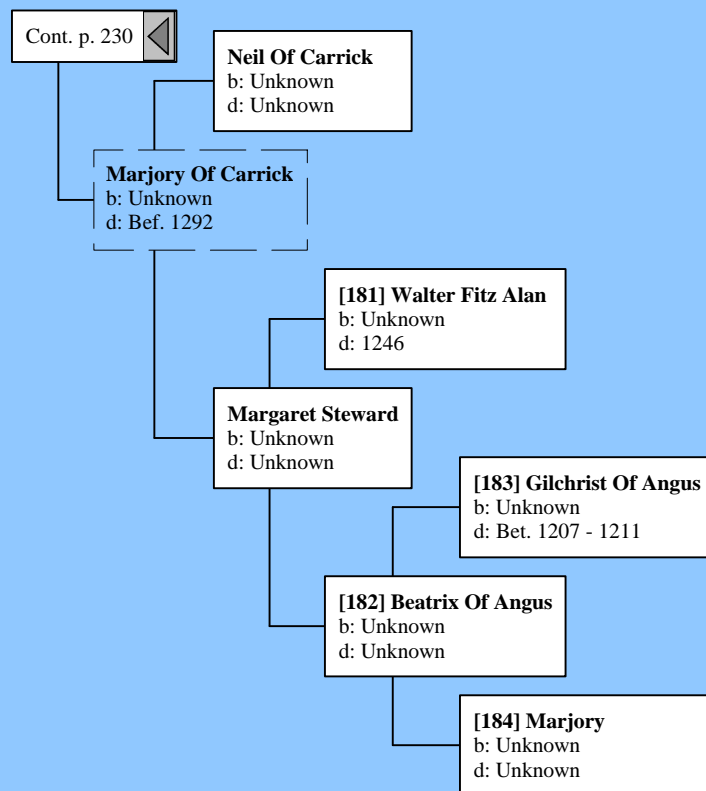 Cont. p. 230
Neil Of Carrick
b: Unknown
d: Unknown
Marjory Of Carrick
b: Unknown
d: Bef. 1292
[181] Walter Fitz Alan
b: Unknown
d: 1246
Margaret Steward
b: Unknown
d: Unknown
[183] Gilchrist Of Angus
b: Unknown
d: Bet. 1207 - 1211
[182] Beatrix Of Angus
b: Unknown
d: Unknown
[184] Marjory
b: Unknown
d: Unknown